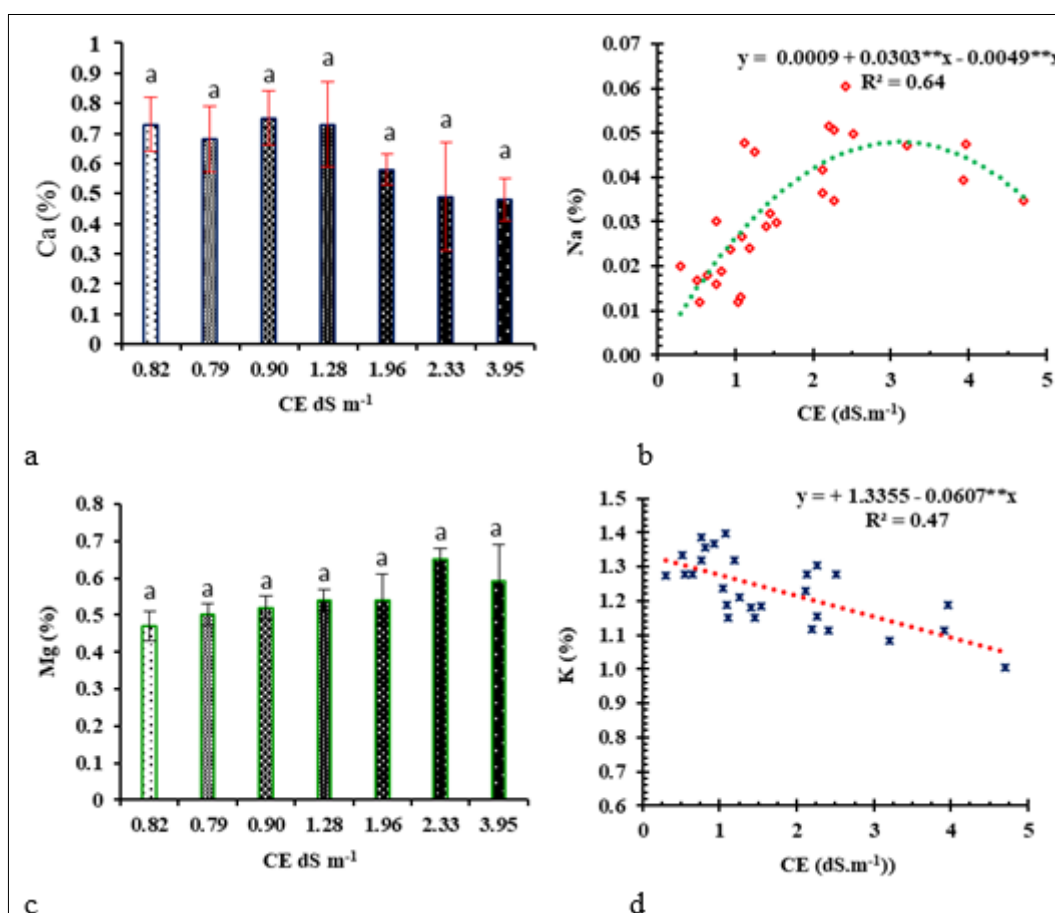 1
0.9
0.8
0.7
0.6
0.5
0.4
0.3
0.2
0.1
0
Ca (%)
a a a a a a a
0.82 0.79 0.90 1.28 1.96 2.33 3.95
CE dS m⁻¹
a
y = 0.0009 + 0.0303**x - 0.0049**x
R² = 0.64
0.07
0.06
0.05
0.04
0.03
0.02
0.01
0.00
Na (%)
0 1 2 3 4 5
CE (dS.m⁻¹)
b
0.8
0.7
0.6
0.5
0.4
0.3
0.2
0.1
0
Mg (%)
a a a a a a a
0.82 0.79 0.90 1.28 1.96 2.33 3.95
CE dS m⁻¹
c
y = + 1.3355 - 0.0607**x
R² = 0.47
1.5
1.4
1.3
1.2
1.1
1.0
0.9
0.8
0.7
0.6
K (%)
0 1 2 3 4 5
CE (dS.m⁻¹))
d